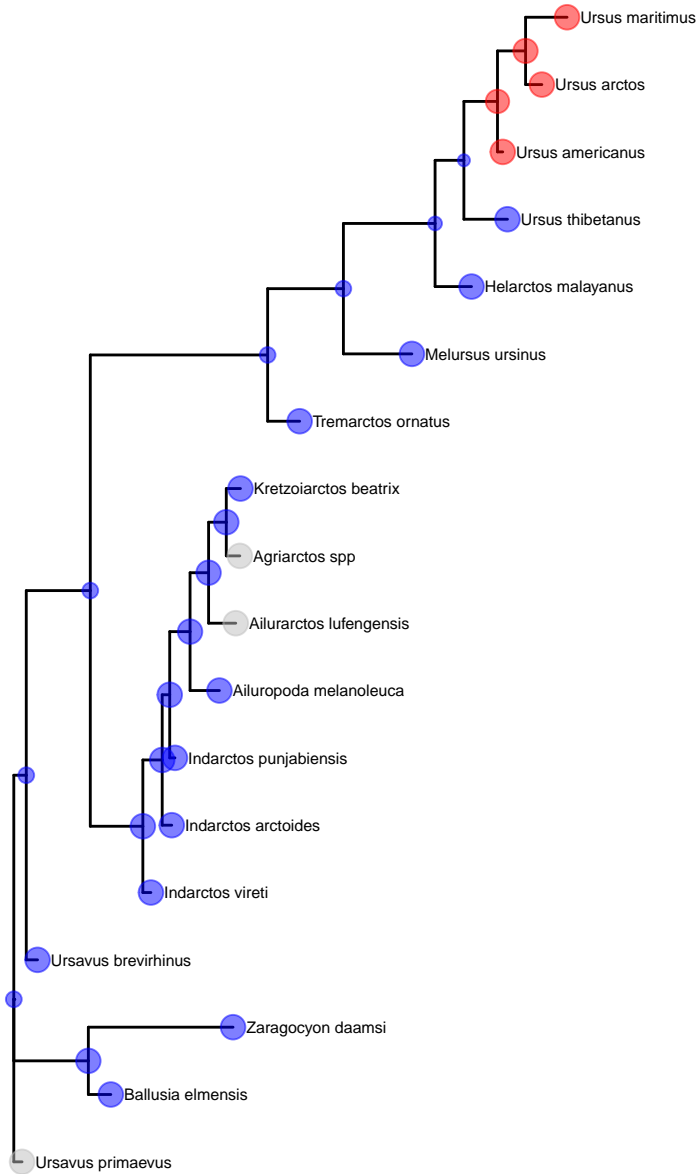 Ursus maritimus
Ursus arctos
Ursus americanus
Ursus thibetanus
Helarctos malayanus
Melursus ursinus
Tremarctos ornatus
Kretzoiarctos beatrix
Agriarctos spp
Ailurarctos lufengensis
Ailuropoda melanoleuca
Indarctos punjabiensis
Indarctos arctoides
Indarctos vireti
Ursavus brevirhinus
Zaragocyon daamsi
Ballusia elmensis
Ursavus primaevus